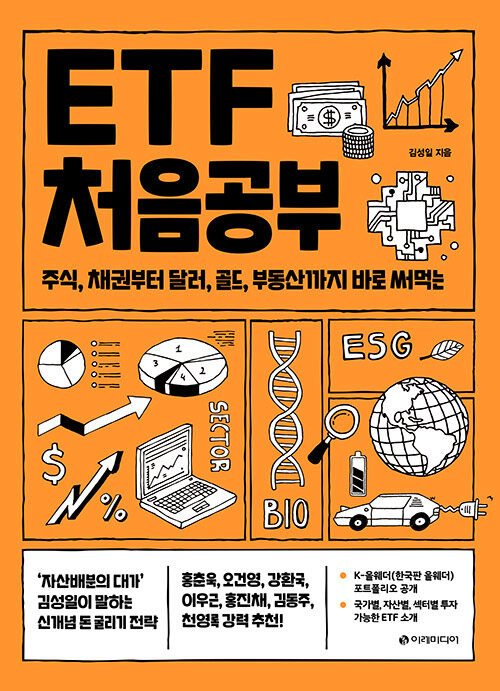 ETF
처음공부
김성일 지음
주식, 채권부터 달러, 골드, 부동산까지 바로 써먹는
1
2
3
4
SECTOR
$
%
BIO
ESG
$
'자산배분의 대가'
김성일이 말하는
신개념 돈 굴리기 전략
홍춘욱, 오건영, 강환국,
이우근, 홍진채, 김동주,
천영록 강력 추천!
K-올웨더(한국판 올웨더)
포트폴리오 공개
국가별, 자산별, 섹터별 투자
가능한 ETF 소개
이레미디어